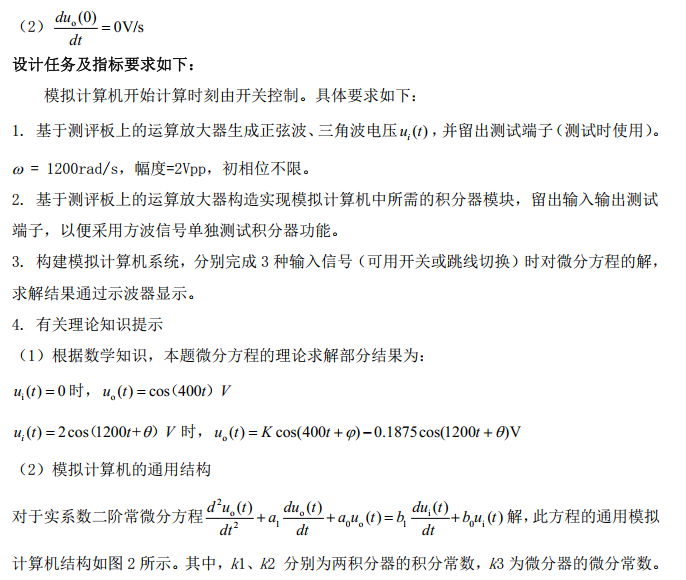 （2）$\frac{du_o(0)}{dt}=0\mathrm{V/s}$
设计任务及指标要求如下：
模拟计算机开始计算时刻由开关控制。具体要求如下：
1. 基于测评板上的运算放大器生成正弦波、三角波电压$u_i(t)$，并留出测试端子（测试时使用）。
ω = 1200rad/s，幅度=2Vpp，初相位不限。
2. 基于测评板上的运算放大器构造实现模拟计算机中所需的积分器模块，留出输入输出测试
端子，以便采用方波信号单独测试积分器功能。
3. 构建模拟计算机系统，分别完成3种输入信号（可用开关或跳线切换）时对微分方程的解，
求解结果通过示波器显示。
4. 有关理论知识提示
（1）根据数学知识，本题微分方程的理论求解部分结果为：
$u_i(t)=0$时，$u_o(t)=\cos(400t)\ V$
$u_i(t)=2\cos(1200t+\theta)\ V$时，$u_o(t)=K\cos(400t+\varphi)-0.1875\cos(1200t+\theta)\mathrm{V}$
（2）模拟计算机的通用结构
对于实系数二阶常微分方程$\frac{d^2u_o(t)}{dt^2}+a_1\frac{du_o(t)}{dt}+a_0u_o(t)=b_1\frac{du_i(t)}{dt}+b_0u_i(t)$解，此方程的通用模拟
计算机结构如图2所示。其中，k1、k2 分别为两积分器的积分常数，k3为微分器的微分常数。